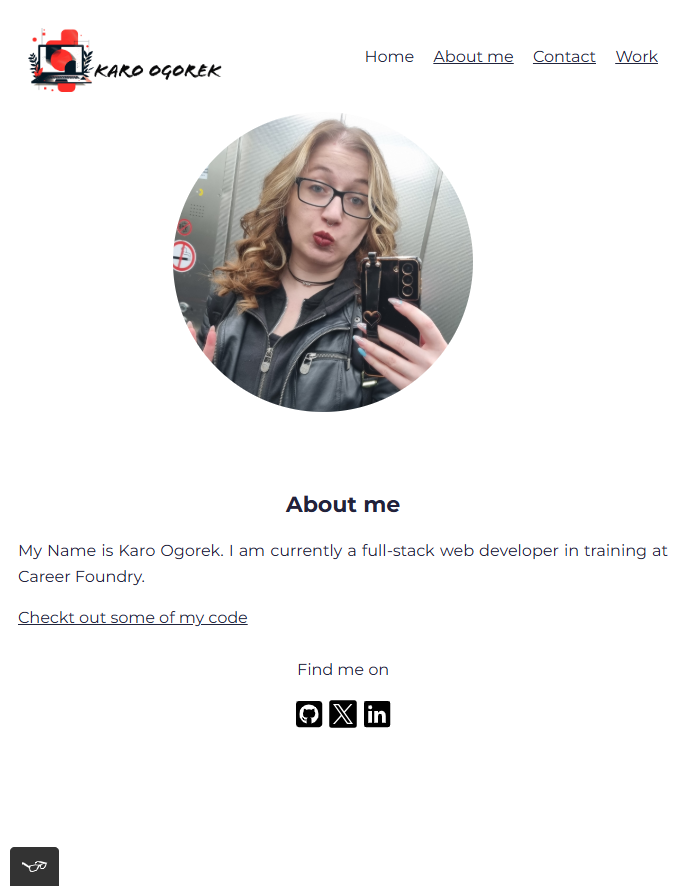 KARO OGOREK
Home About me Contact Work
About me
My Name is Karo Ogorek. I am currently a full-stack web developer in training at
Career Foundry.
Checkt out some of my code
Find me on
in